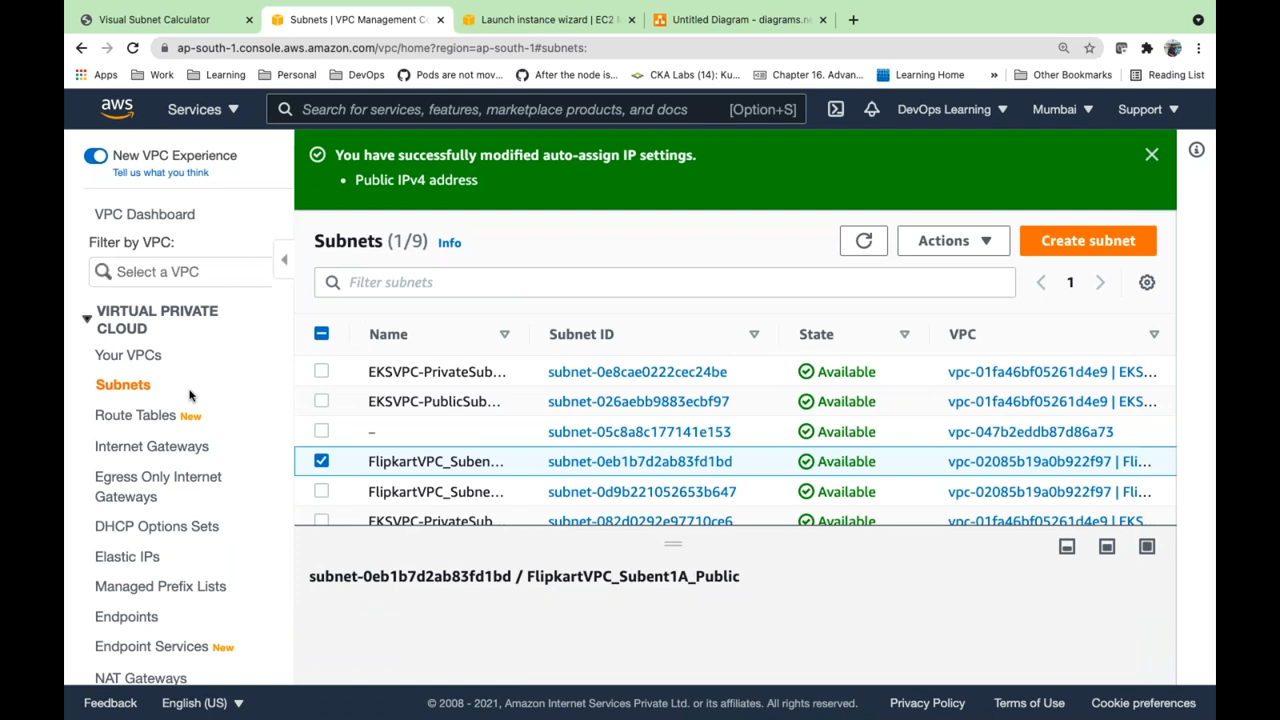 Visual Subnet Calculator
Subnets | VPC Management C
Launch instance wizard | EC2
Untitled Diagram - diagrams.ne
ap-south-1.console.aws.amazon.com/vpc/home?region=ap-south-1#subnets:
Apps Work Learning Personal DevOps Pods are not mov... After the node is... CKA Labs (14): Ku... Chapter 16. Advan... Learning Home » Other Bookmarks Reading List
aws Services Search for services, features, marketplace products, and docs [Option+S] DevOps Learning Mumbai Support
New VPC Experience
Tell us what you think
VPC Dashboard
Filter by VPC:
Select a VPC
VIRTUAL PRIVATE
CLOUD
Your VPCs
Subnets
Route Tables New
Internet Gateways
Egress Only Internet
Gateways
DHCP Options Sets
Elastic IPs
Managed Prefix Lists
Endpoints
Endpoint Services New
NAT Gateways
You have successfully modified auto-assign IP settings.
• Public IPv4 address
Subnets (1/9) Info
Actions
Create subnet
Filter subnets
1
Name Subnet ID State VPC
EKSVPC-PrivateSub... subnet-0e8cae0222cec24be Available vpc-01fa46bf05261d4e9 | EKS...
EKSVPC-PublicSub... subnet-026aebb9883ecbf97 Available vpc-01fa46bf05261d4e9 | EKS...
– subnet-05c8a8c177141e153 Available vpc-047b2eddb87d86a73
FlipkartVPC_Suben... subnet-0eb1b7d2ab83fd1bd Available vpc-02085b19a0b922f97 | Fli...
FlipkartVPC_Subne... subnet-0d9b221052653b647 Available vpc-02085b19a0b922f97 | Fli...
EKSVPC-PrivateSub subnet-082d0292e97710ce6 Available vpc-01fa46bf05261d4e9 | EKS...
subnet-0eb1b7d2ab83fd1bd / FlipkartVPC_Subent1A_Public
Feedback English (US) © 2008 - 2021, Amazon Internet Services Private Ltd. or its affiliates. All rights reserved. Privacy Policy Terms of Use Cookie preferences